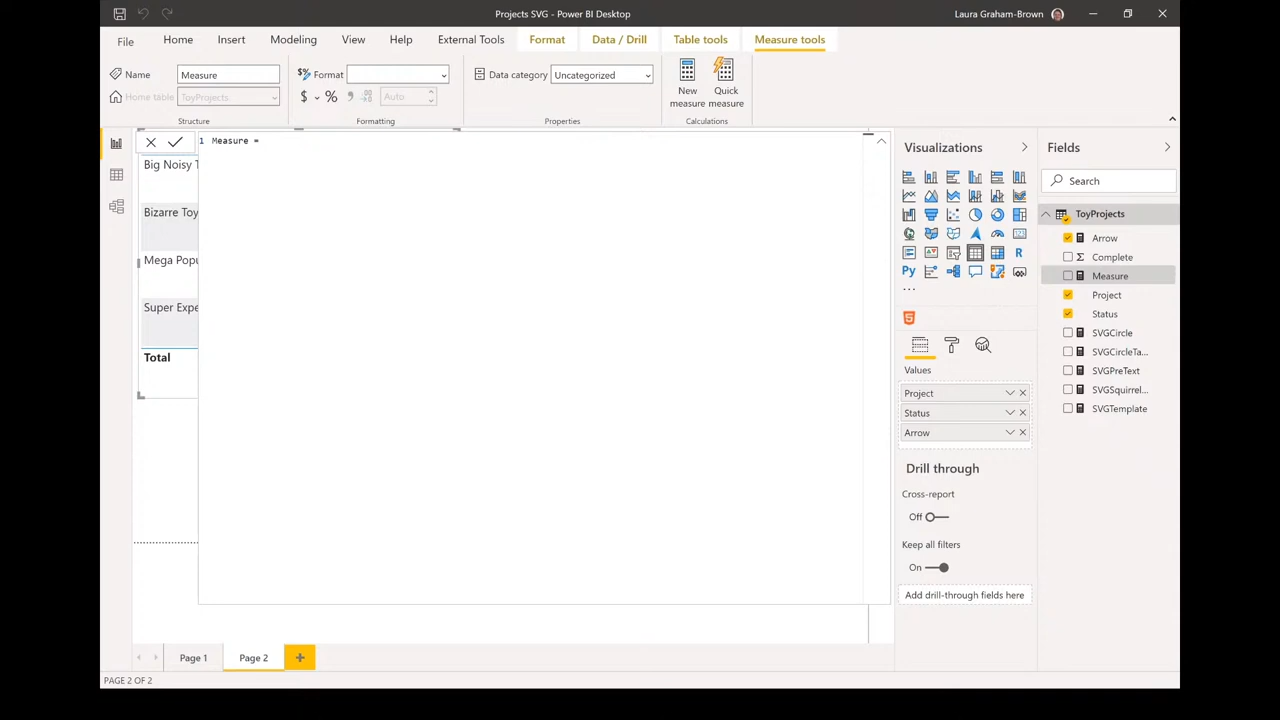 Projects SVG - Power BI Desktop
Laura Graham-Brown
File
Home
Insert
Modeling
View
Help
External Tools
Format
Data / Drill
Table tools
Measure tools
Name
Measure
Home table
ToyProjects
Structure
Format
$ % 9 Auto
Formatting
Data category
Uncategorized
Properties
New
measure
Quick
measure
Calculations
1 Measure =
Big Noisy T
Bizarre Toy
Mega Popu
Super Expe
Total
Visualizations
R
Py
...
Values
Project
Status
Arrow
Drill through
Cross-report
Off
Keep all filters
On
Add drill-through fields here
Fields
Search
ToyProjects
Arrow
Σ Complete
Measure
Project
Status
SVGCircle
SVGCircleTa...
SVGPreText
SVGSquirrel...
SVGTemplate
Page 1
Page 2
+
PAGE 2 OF 2